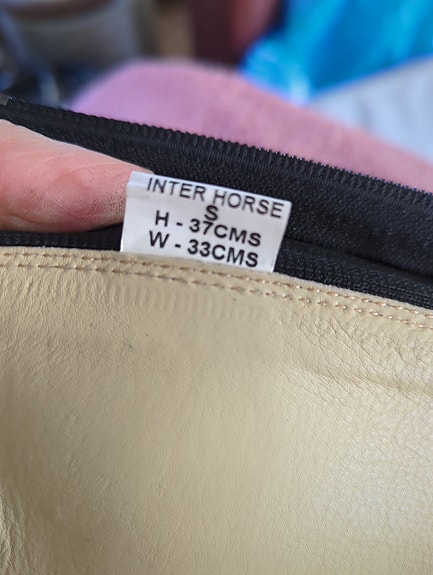 INTER HORSE
S
H - 37CMS
W - 33CMS